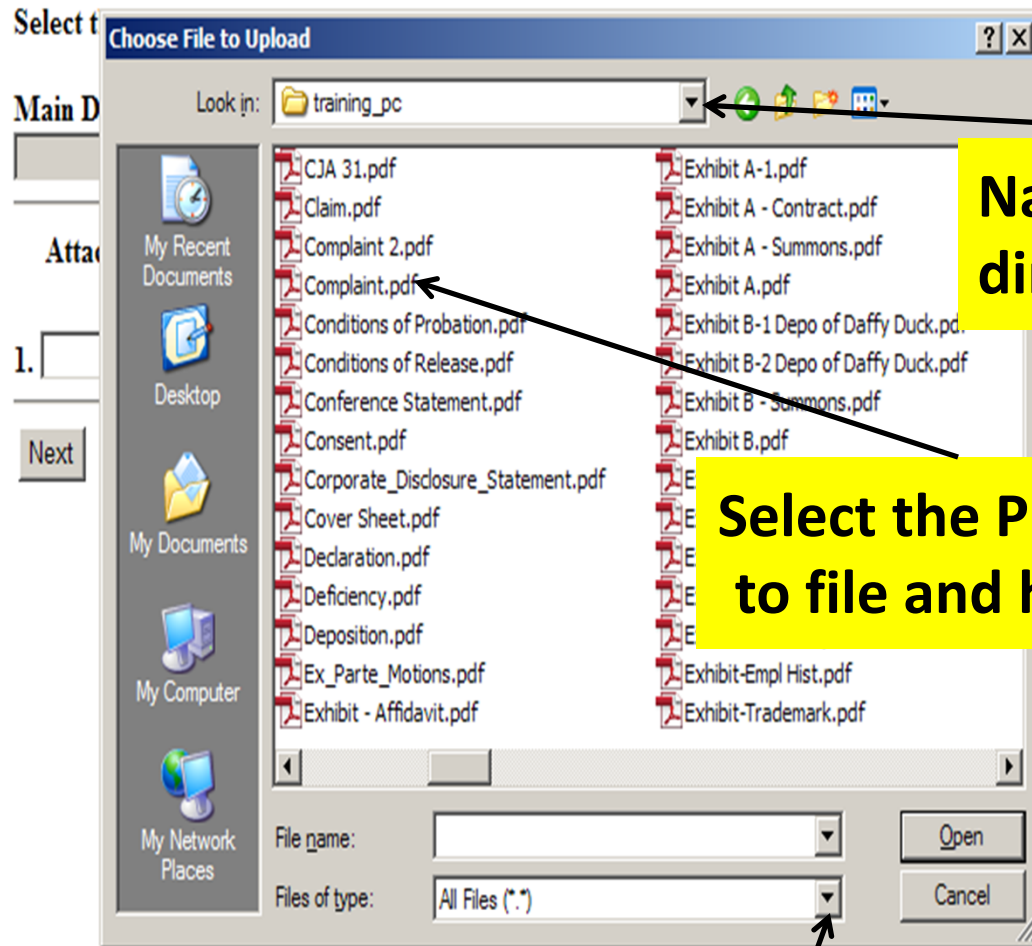 Select t
Choose File to Upload
Main D
Look in:
training_pc
Attac
1.
Next
My Recent
Documents
Desktop
My Documents
My Computer
My Network
Places
CJA 31.pdf
Claim.pdf
Complaint 2.pdf
Complaint.pdf
Conditions of Probation.pdf
Conditions of Release.pdf
Conference Statement.pdf
Consent.pdf
Corporate_Disclosure_Statement.pdf
Cover Sheet.pdf
Declaration.pdf
Deficiency.pdf
Deposition.pdf
Ex_Parte_Motions.pdf
Exhibit - Affidavit.pdf
Exhibit A-1.pdf
Exhibit A - Contract.pdf
Exhibit A - Summons.pdf
Exhibit A.pdf
Exhibit B-1 Depo of Daffy Duck.pdf
Exhibit B-2 Depo of Daffy Duck.pdf
Exhibit B - Summons.pdf
Exhibit B.pdf
E
E
E
E
E
Exhibit-Empl Hist.pdf
Exhibit-Trademark.pdf
Na
di
Select the P
to file and h
File name:
Open
Files of type:
All Files (*.*)
Cancel